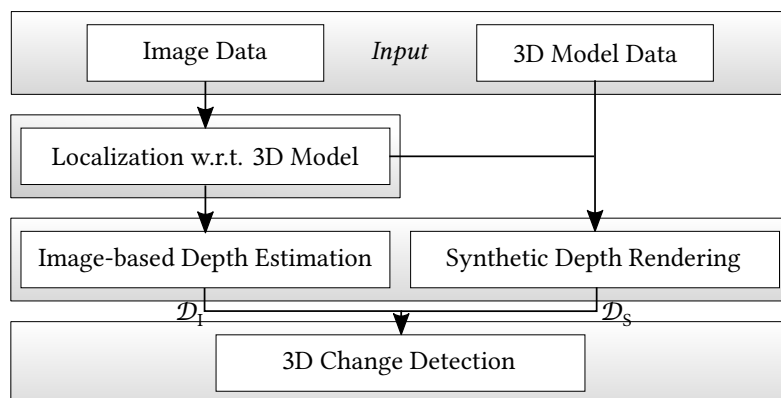 Image Data
Input
3D Model Data
Localization w.r.t. 3D Model
Image-based Depth Estimation
Synthetic Depth Rendering
𝒟I
𝒟S
3D Change Detection